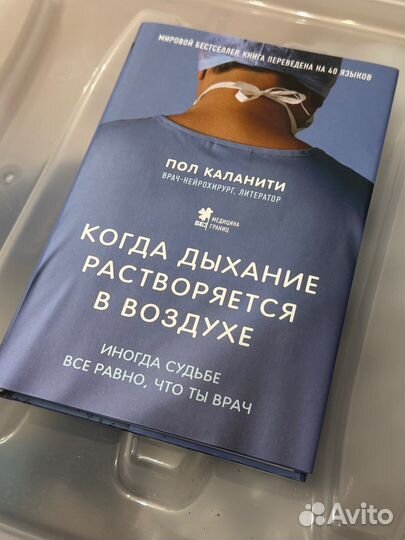 МИРОВОЙ БЕСТСЕЛЛЕР КНИГА ПЕРЕВЕДЕНА НА 40 ЯЗЫКОВ
ПОЛ КАЛАНИТИ
ВРАЧ-НЕЙРОХИРУРГ, ЛИТЕРАТОР
МЕДИЦИНА
БЕЗ ГРАНИЦ
КОГДА ДЫХАНИЕ
РАСТВОРЯЕТСЯ
В ВОЗДУХЕ
ИНОГДА СУДЬБЕ
ВСЕ РАВНО, ЧТО ТЫ ВРАЧ
Avito